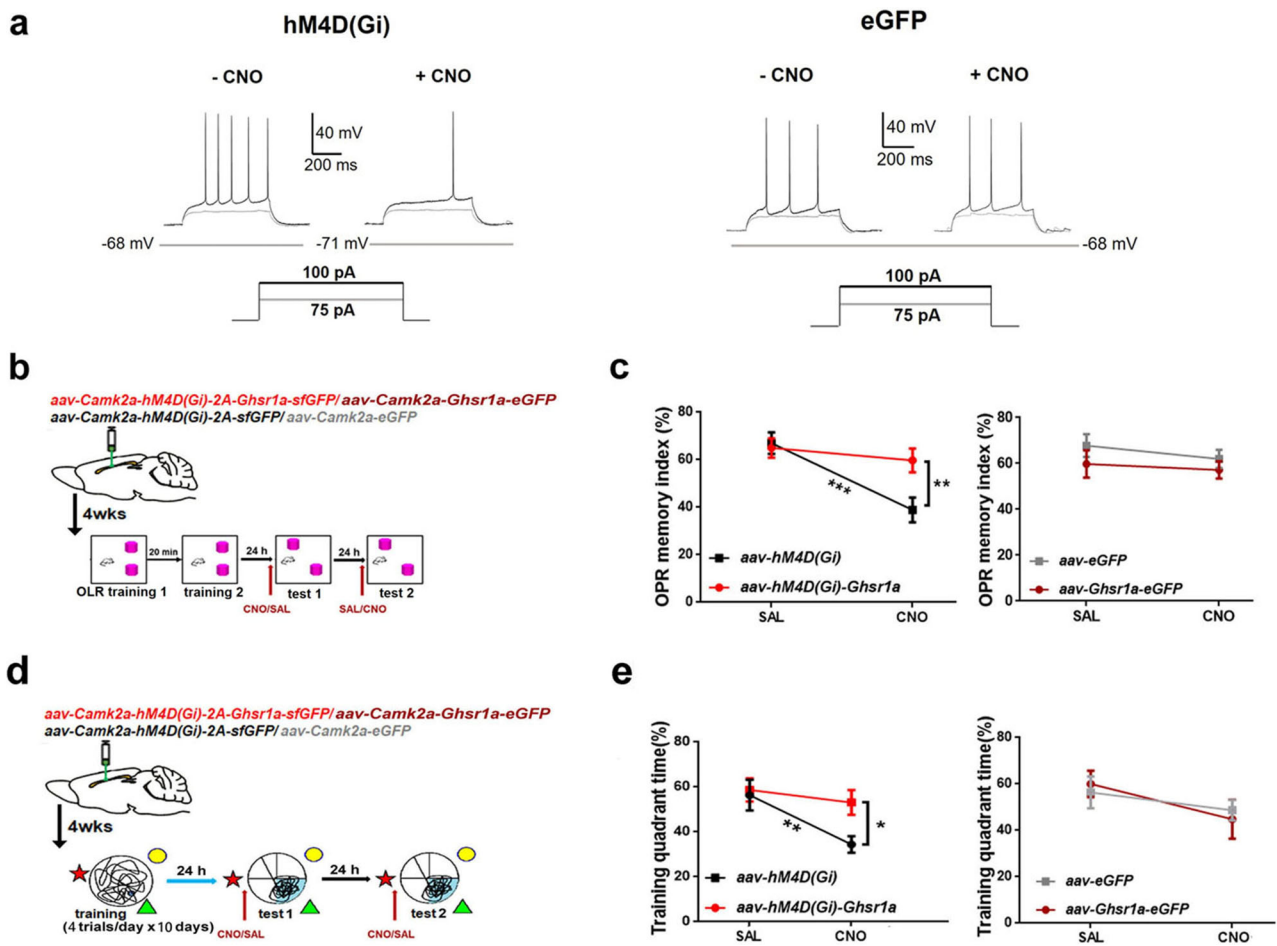 a
hM4D(Gi)
eGFP
- CNO
+ CNO
- CNO
+ CNO
40 mV
200 ms
40 mV
200 ms
-68 mV
-71 mV
-68 mV
100 pA
75 pA
100 pA
75 pA
b
aav-Camk2a-hM4D(Gi)-2A-Ghsr1a-sfGFP/aav-Camk2a-Ghsr1a-eGFP
aav-Camk2a-hM4D(Gi)-2A-sfGFP/aav-Camk2a-eGFP
4wks
20 min
24 h
24 h
OLR training 1
training 2
test 1
test 2
CNO/SAL
SAL/CNO
c
OPR memory index (%)
80
60
40
20
0
***
**
aav-hM4D(Gi)
aav-hM4D(Gi)-Ghsr1a
SAL
CNO
OPR memory index (%)
80
60
40
20
0
aav-eGFP
aav-Ghsr1a-eGFP
SAL
CNO
d
aav-Camk2a-hM4D(Gi)-2A-Ghsr1a-sfGFP/aav-Camk2a-Ghsr1a-eGFP
aav-Camk2a-hM4D(Gi)-2A-sfGFP/aav-Camk2a-eGFP
4wks
24 h
24 h
training
(4 trials/day x 10 days)
test 1
test 2
CNO/SAL
CNO/SAL
e
Training quadrant time(%)
80
60
40
20
0
**
*
aav-hM4D(Gi)
aav-hM4D(Gi)-Ghsr1a
SAL
CNO
Training quadrant time(%)
80
60
40
20
0
aav-eGFP
aav-Ghsr1a-eGFP
SAL
CNO